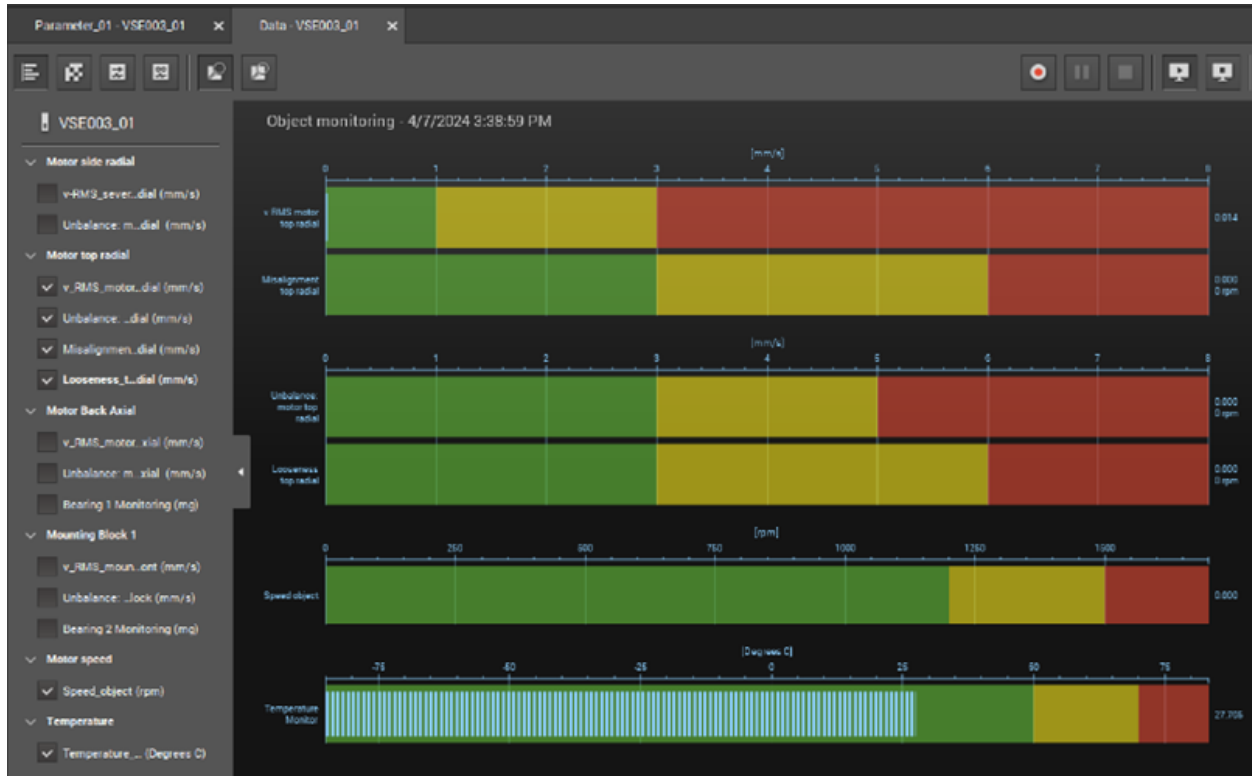 Parameter_01 - VSE003_01 ×
Data - VSE003_01 ×
VSE003_01
Object monitoring - 4/7/2024 3:38:59 PM
Motor side radial
v-RMS_sever...dial (mm/s)
Unbalance: m...dial (mm/s)
Motor top radial
v_RMS_motor...dial (mm/s)
Unbalance: ...dial (mm/s)
Misalignmen...dial (mm/s)
Looseness_t...dial (mm/s)
Motor Back Axial
v_RMS_motor...xial (mm/s)
Unbalance: m...xial (mm/s)
Bearing 1 Monitoring (mg)
Mounting Block 1
v_RMS_moun...ont (mm/s)
Unbalance: ...lock (mm/s)
Bearing 2 Monitoring (mg)
Motor speed
Speed_object (rpm)
Temperature
Temperature_... (Degrees C)
[mm/s]
0 1 2 3 4 5 6 7 8
v RMS motor
top radial
0.014
Misalignment
top radial
0.000
0 rpm
[mm/s]
0 1 2 3 4 5 6 7 8
Unbalance:
motor top
radial
0.000
0 rpm
Looseness
top radial
0.000
0 rpm
[rpm]
0 250 500 750 1000 1250 1500
Speed object
0.000
[Degrees C]
-75 -50 -25 0 25 50 75
Temperature
Monitor
27.705